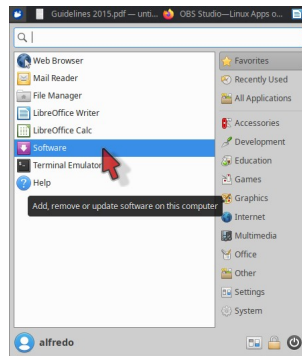 Guidelines 2015.pdf — unti...
OBS Studio—Linux Apps o...
Web Browser
Mail Reader
File Manager
LibreOffice Writer
LibreOffice Calc
Software
Terminal Emulator
Help
Add, remove or update software on this computer
Favorites
Recently Used
All Applications
Accessories
Development
Education
Games
Graphics
Internet
Multimedia
Office
Other
Settings
System
alfredo